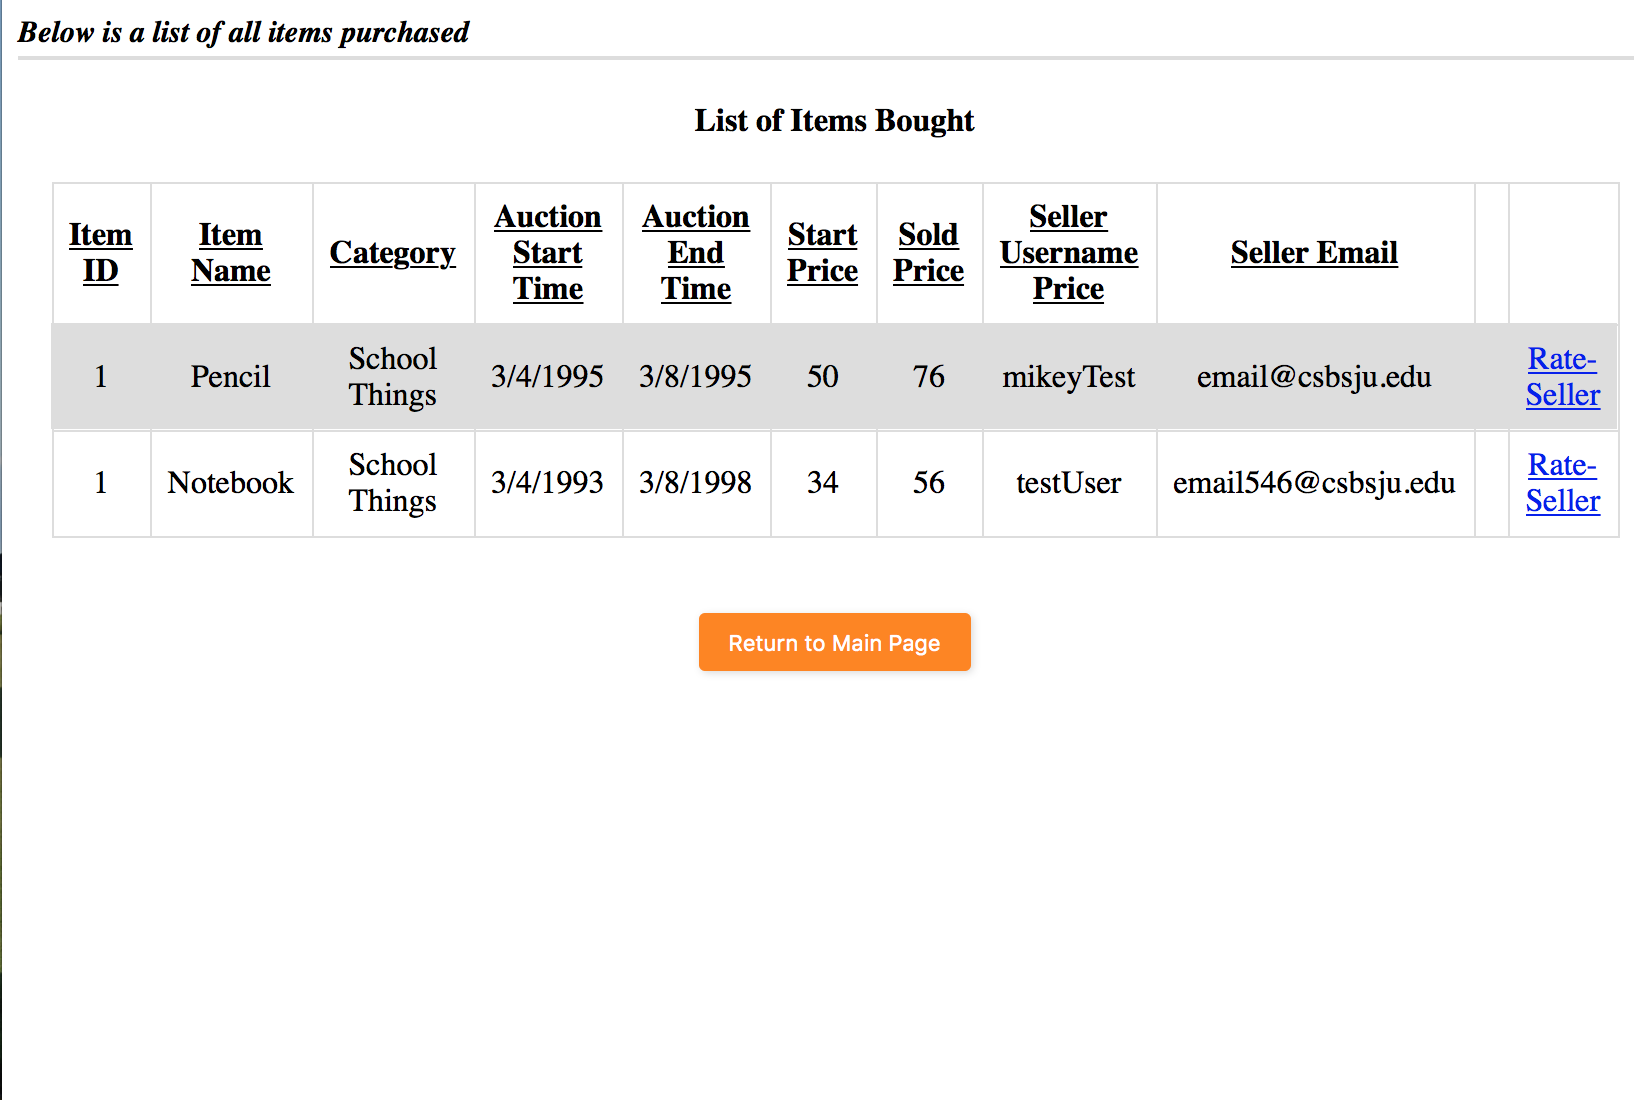 Below is a list of all items purchased
List of Items Bought
Item ID Item Name Category Auction Start Time Auction End Time Start Price Sold Price Seller Username Price Seller Email
1 Pencil School Things 3/4/1995 3/8/1995 50 76 mikeyTest email@csbsju.edu Rate-Seller
1 Notebook School Things 3/4/1993 3/8/1998 34 56 testUser email546@csbsju.edu Rate-Seller
Return to Main Page